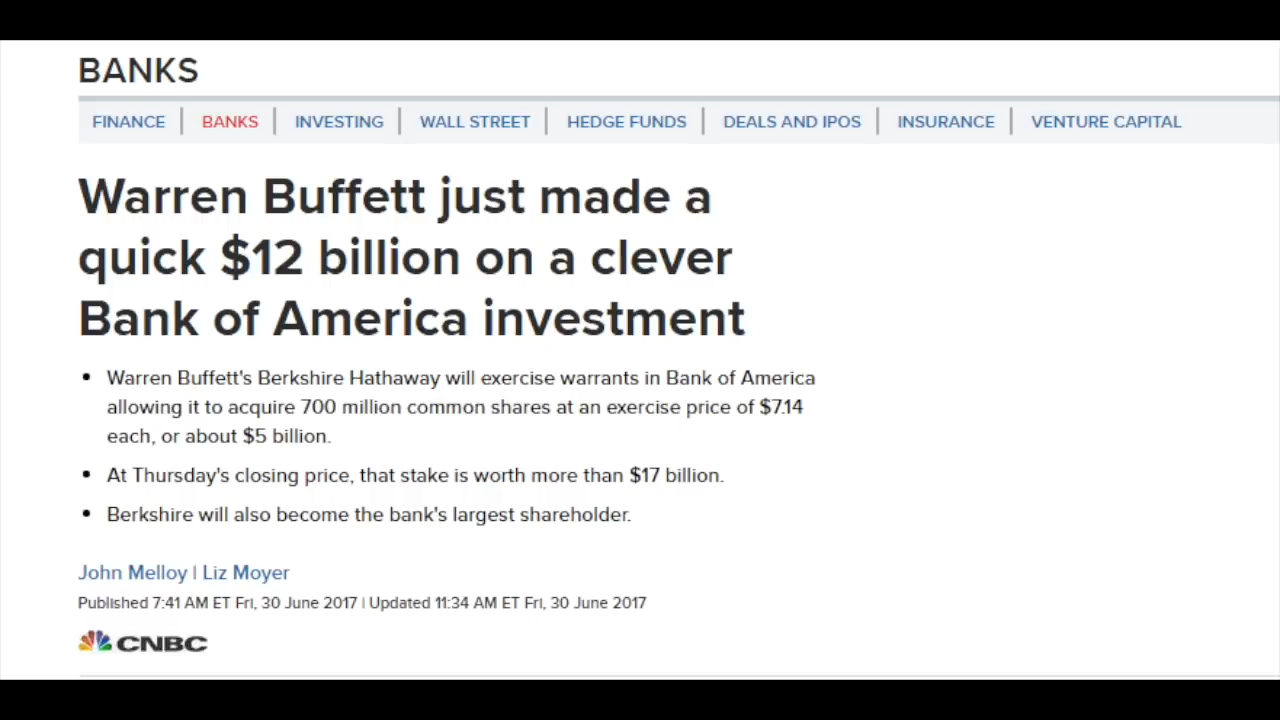 BANKS
FINANCE | BANKS | INVESTING | WALL STREET | HEDGE FUNDS | DEALS AND IPOS | INSURANCE | VENTURE CAPITAL
Warren Buffett just made a
quick $12 billion on a clever
Bank of America investment
• Warren Buffett's Berkshire Hathaway will exercise warrants in Bank of America
allowing it to acquire 700 million common shares at an exercise price of $7.14
each, or about $5 billion.
• At Thursday's closing price, that stake is worth more than $17 billion.
• Berkshire will also become the bank's largest shareholder.
John Melloy | Liz Moyer
Published 7:41 AM ET Fri, 30 June 2017 | Updated 11:34 AM ET Fri, 30 June 2017
CNBC